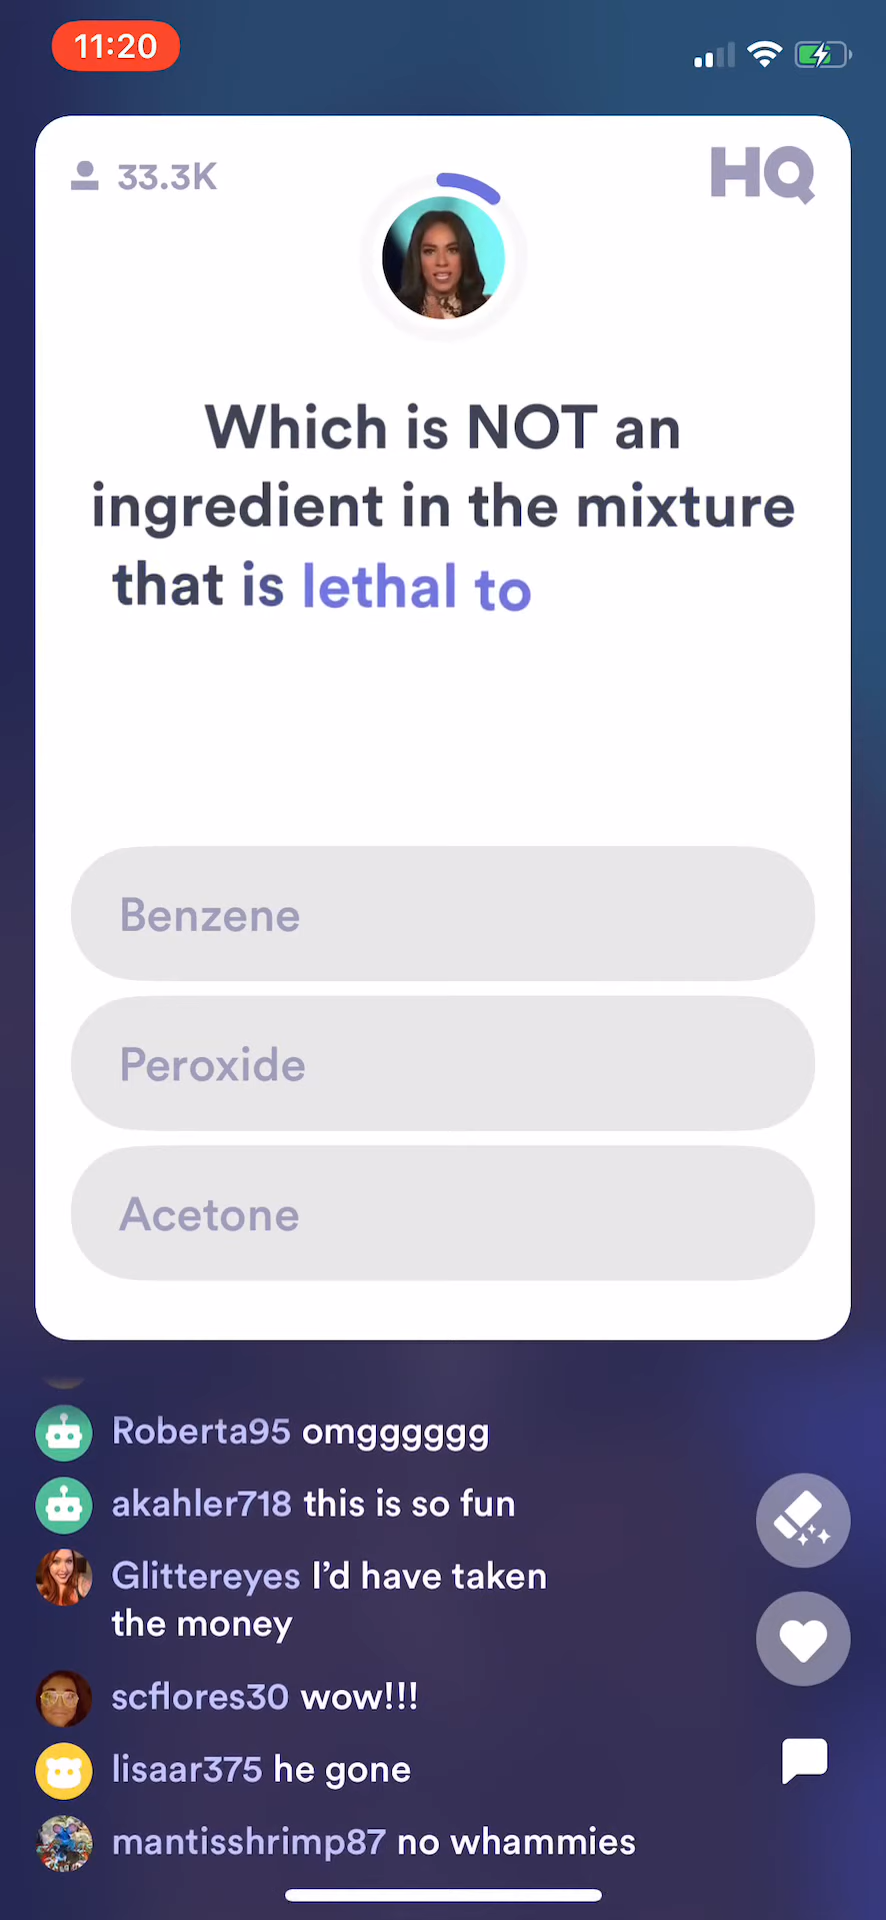 11:20
33.3K
HQ
Which is NOT an
ingredient in the mixture
that is lethal to
Benzene
Peroxide
Acetone
Roberta95 omgggggg
akahler718 this is so fun
Glittereyes I'd have taken
the money
scflores30 wow!!!
lisaar375 he gone
mantisshrimp87 no whammies